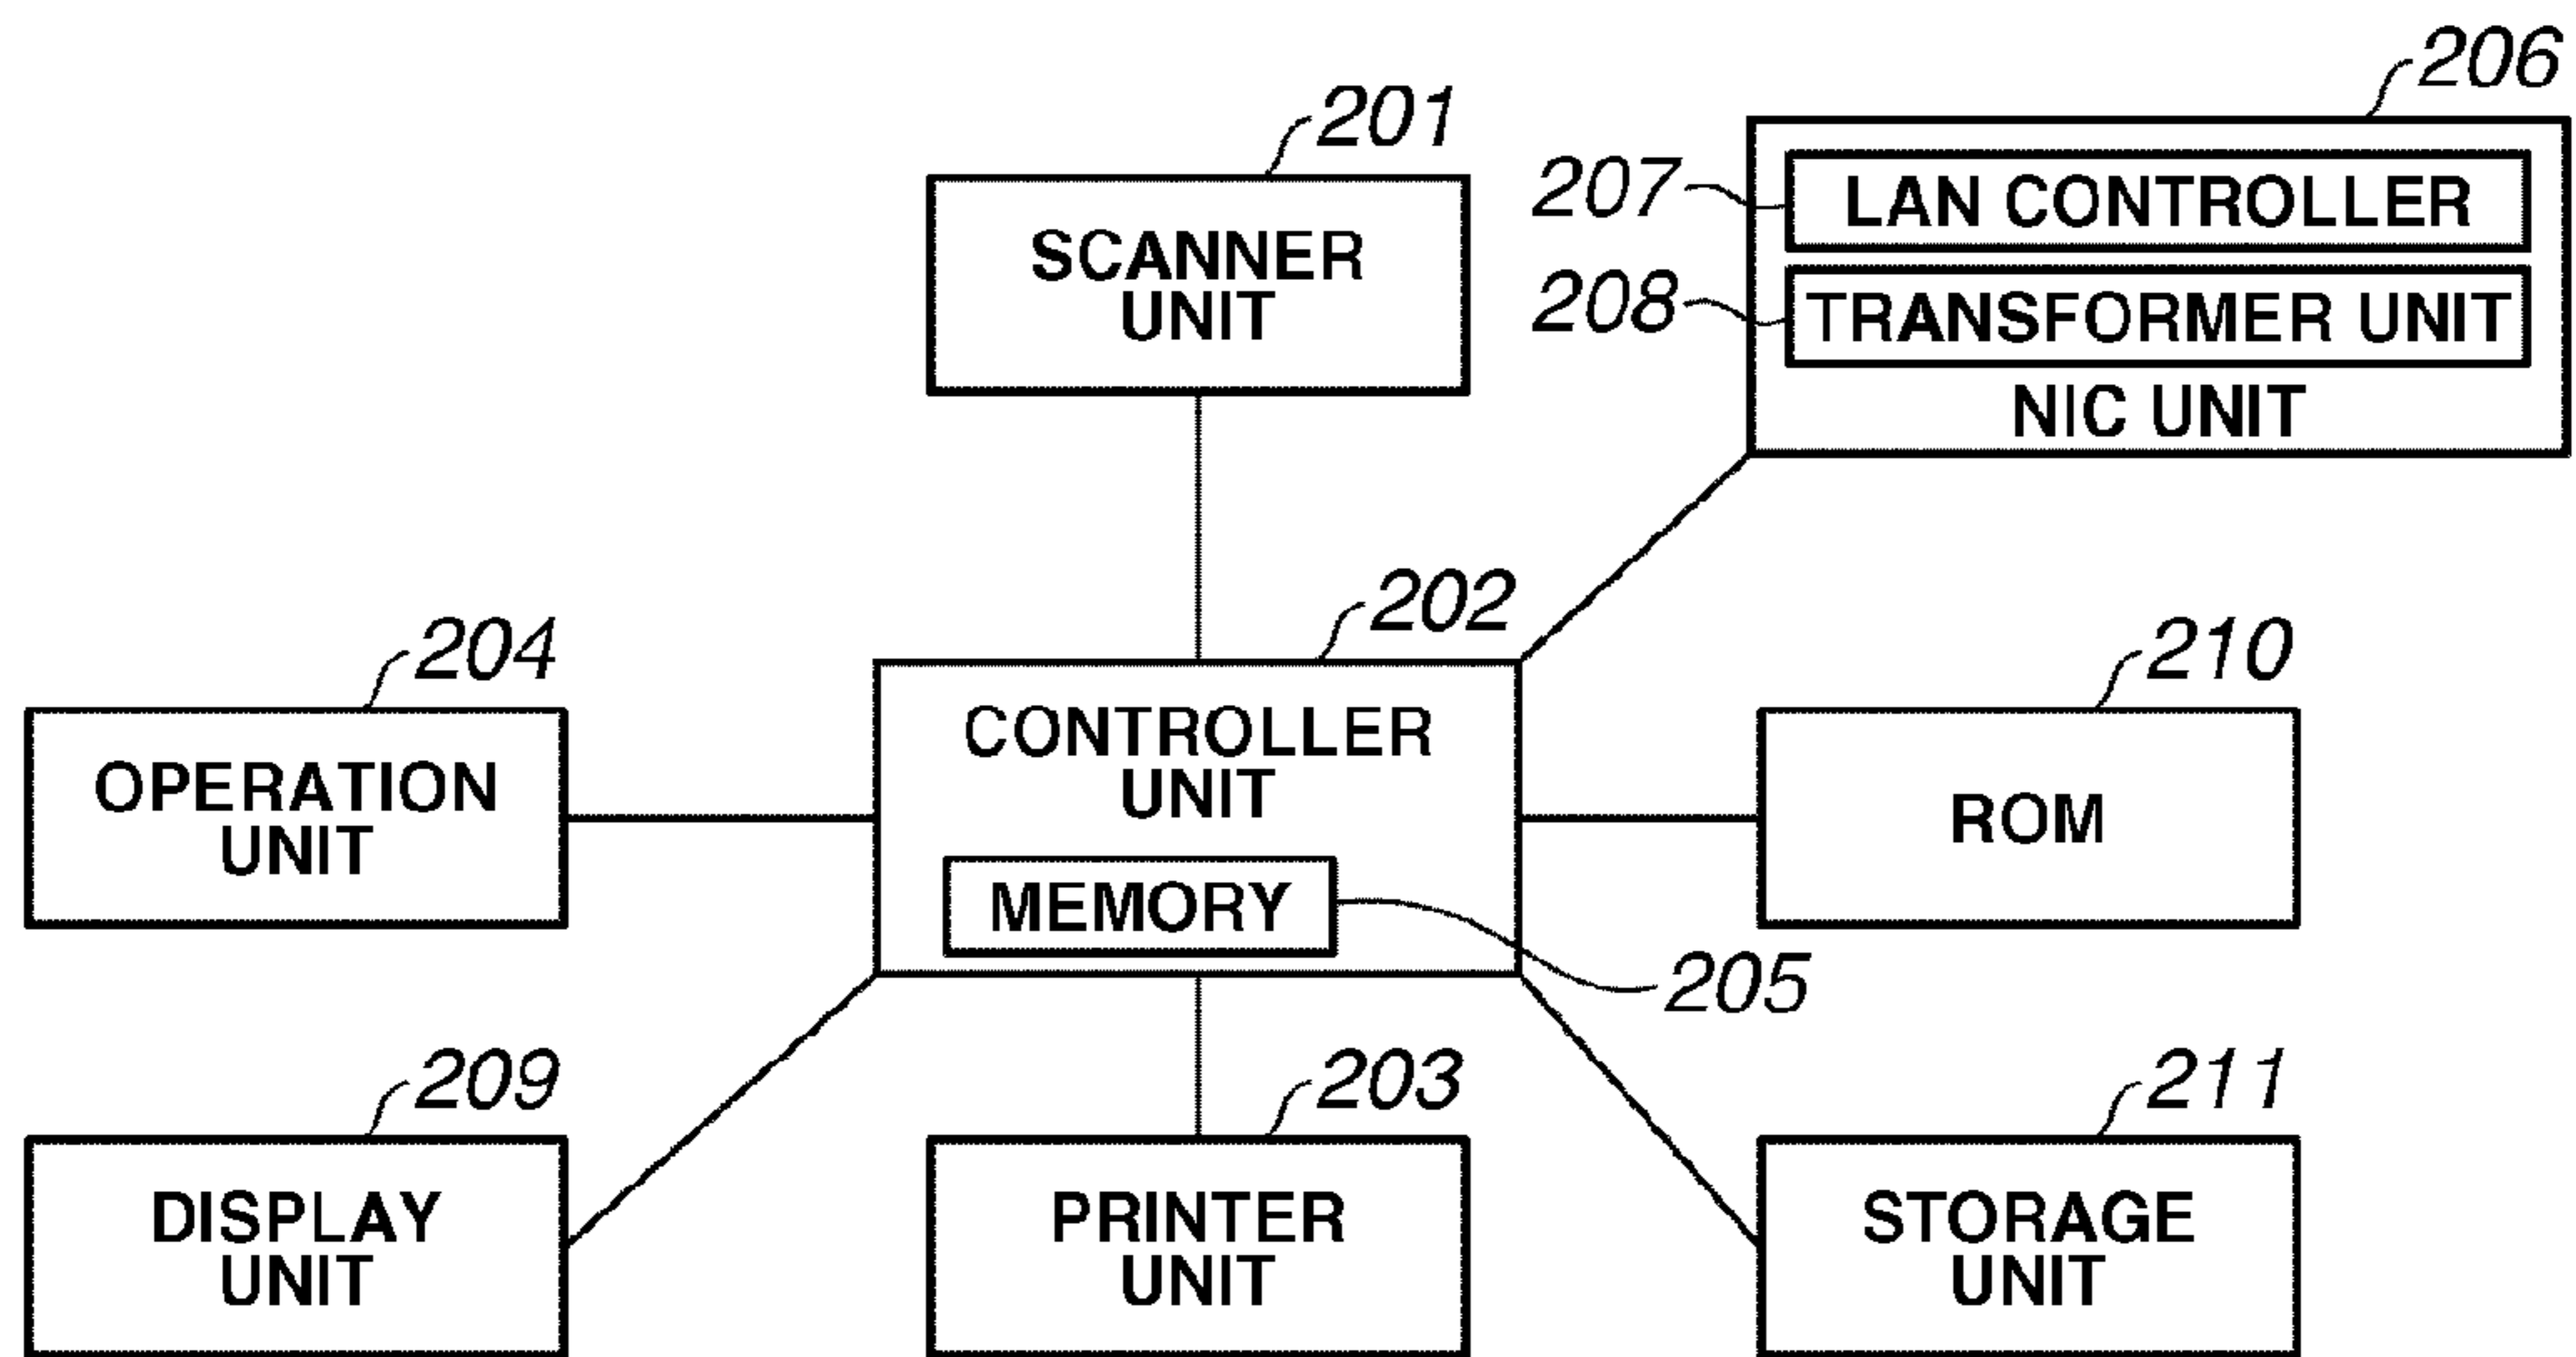 206
201
207
LAN CONTROLLER
SCANNER
UNIT
208
TRANSFORMER UNIT
NIC UNIT
202
204
210
CONTROLLER
UNIT
OPERATION
UNIT
ROM
MEMORY
205
209
203
211
DISPLAY
UNIT
PRINTER
UNIT
STORAGE
UNIT